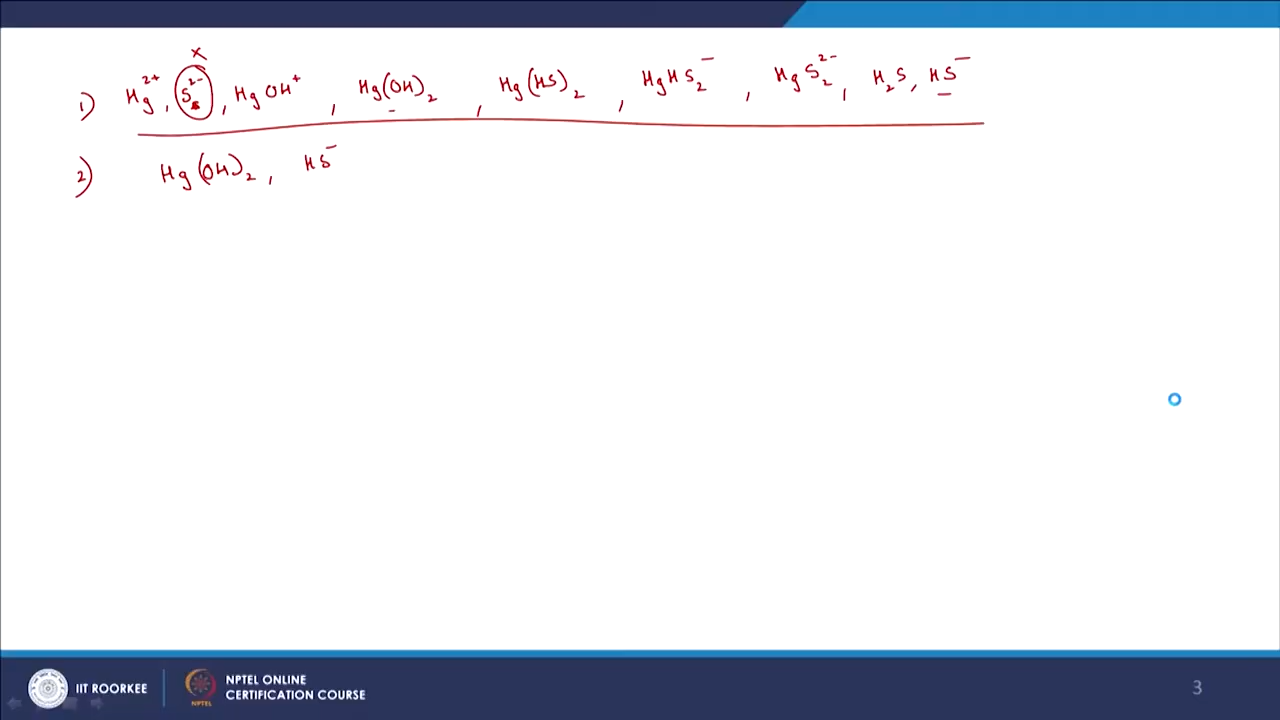 x
1) Hg²⁺, S²⁻, HgOH⁺, Hg(OH)₂, Hg(HS)₂, HgHS₂⁻, HgS₂²⁻, H₂S, HS⁻
2) Hg(OH)₂, HS⁻
IIT ROORKEE
NPTEL
NPTEL ONLINE
CERTIFICATION COURSE
3